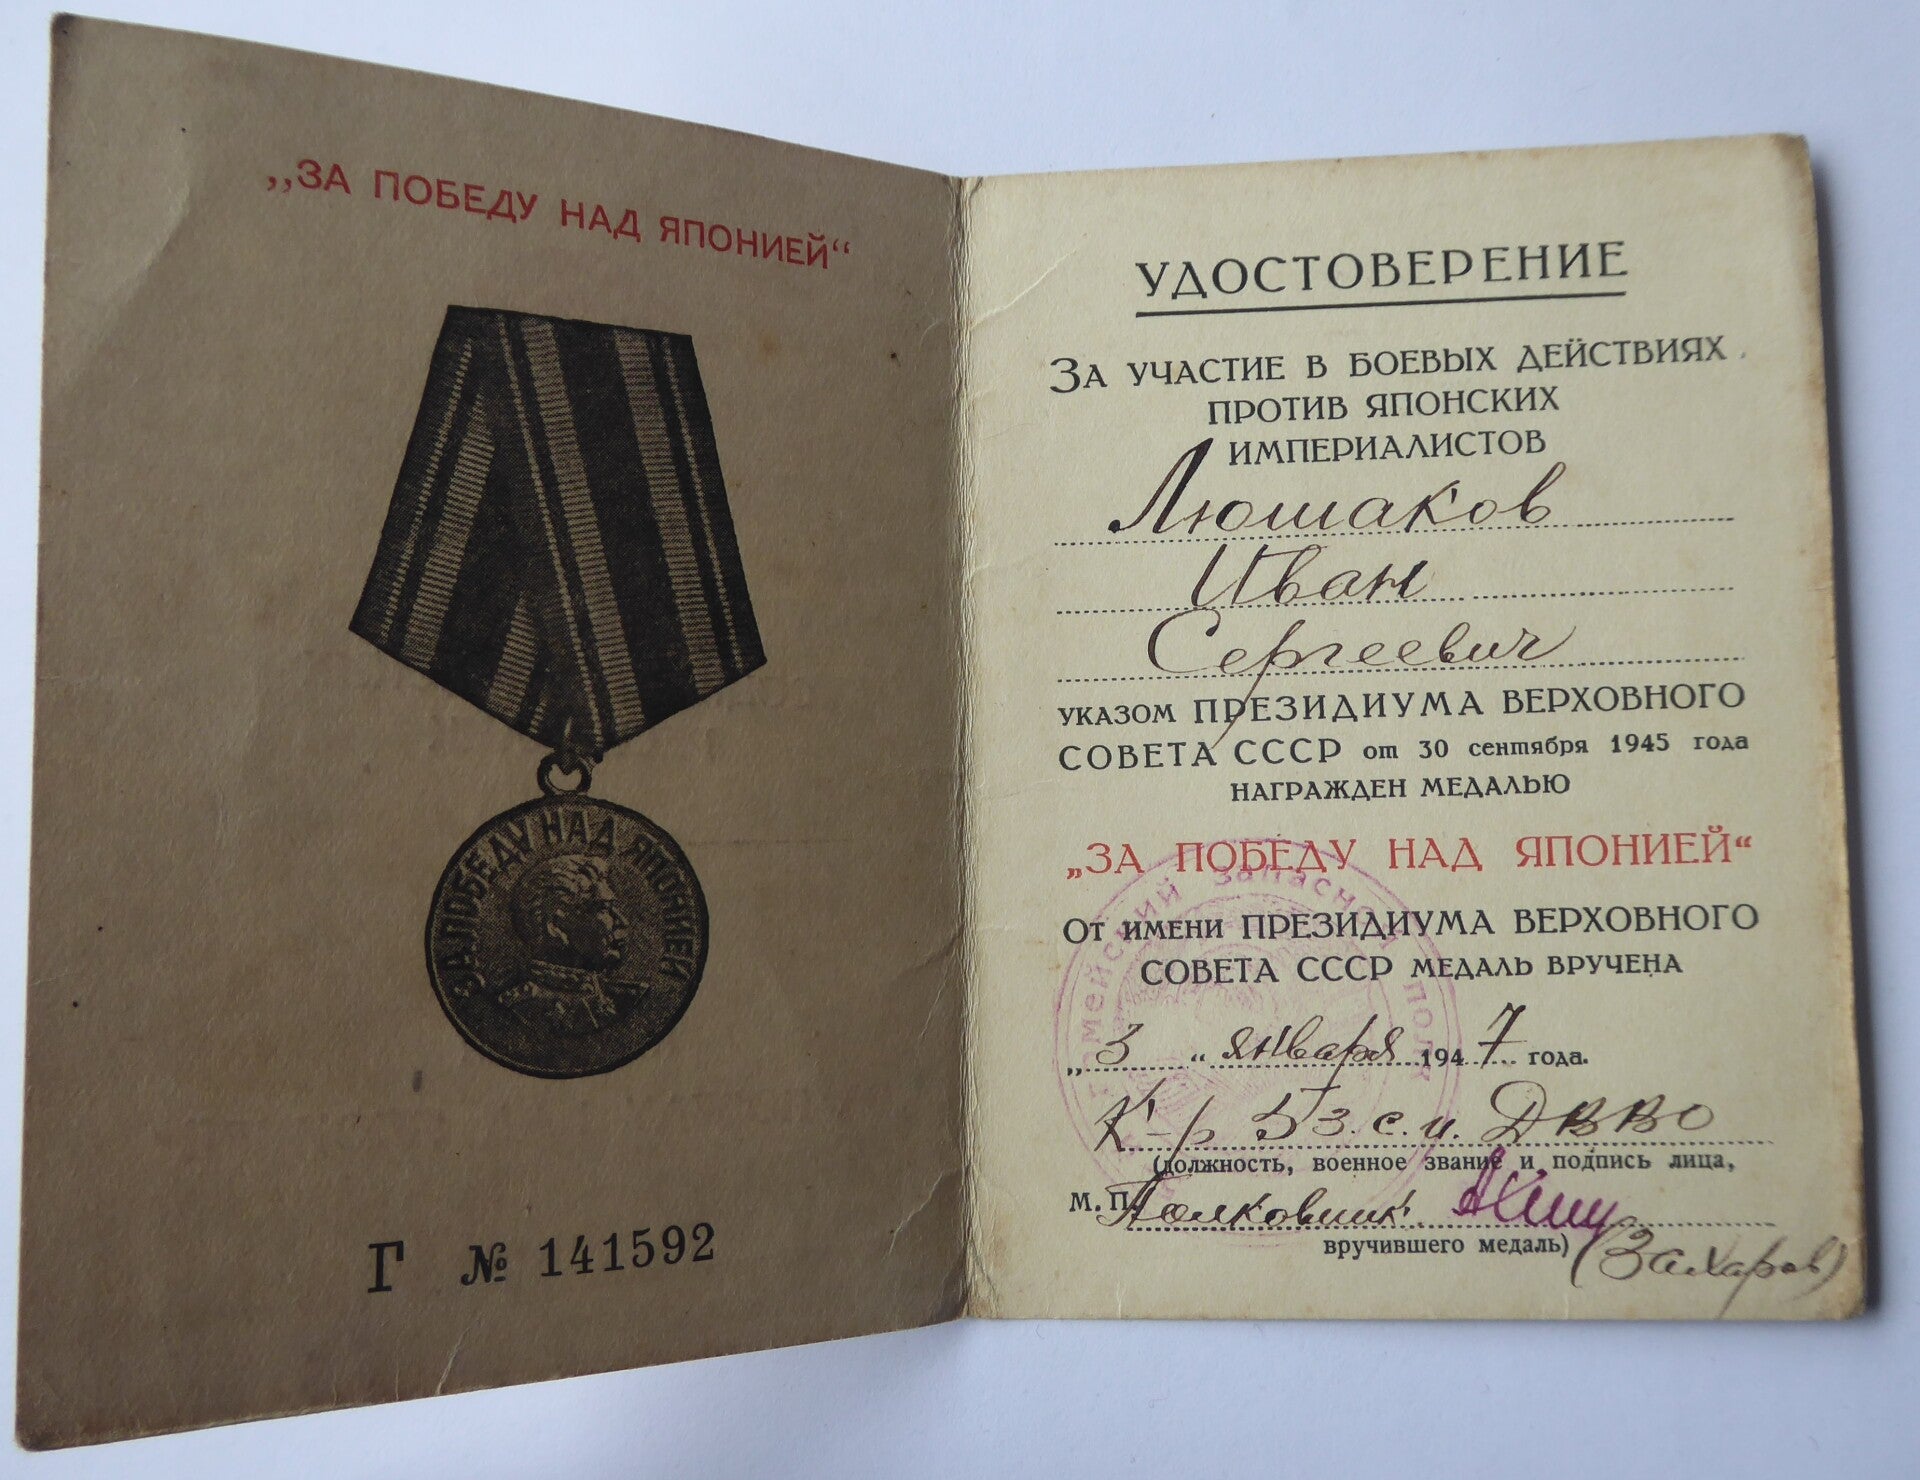 „ЗА ПОБЕДУ НАД ЯПОНИЕЙ“
ЗА ПОБЕДУ НАД ЯПОНИЕЙ
Г № 141592
УДОСТОВЕРЕНИЕ
За участие в боевых действиях
против японских
империалистов
Люшаков
Иван
Сергеевич
указом ПРЕЗИДИУМА ВЕРХОВНОГО
СОВЕТА СССР от 30 сентября 1945 года
награжден медалью
„ЗА ПОБЕДУ НАД ЯПОНИЕЙ“
От имени ПРЕЗИДИУМА ВЕРХОВНОГО
СОВЕТА СССР медаль вручена
„3“ января 1947 года.
К-р ДВВО
(должность, военное звание и подпись лица,
М. П. Полковник
вручившего медаль) (Захаров)
запасной полк